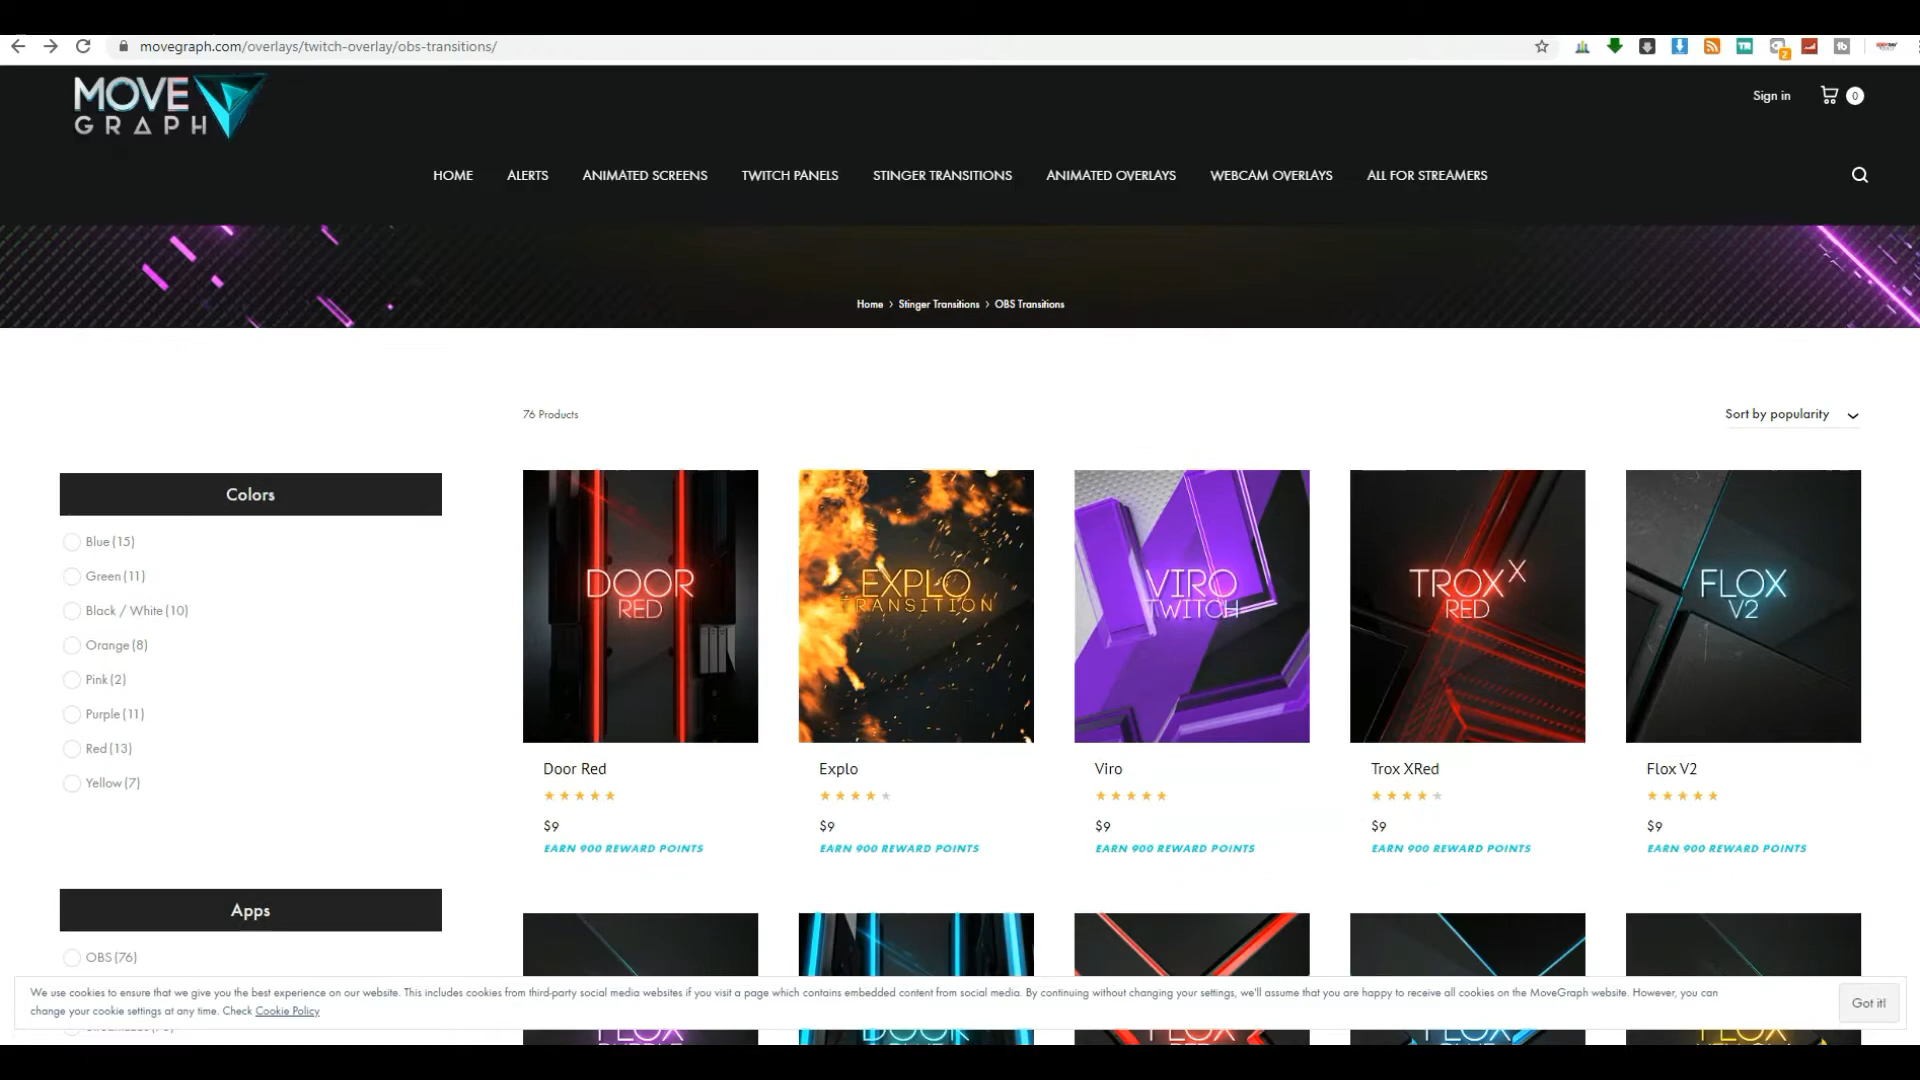 movegraph.com/overlays/twitch-overlay/obs-transitions/
2
MOVE
GRAPH
Sign in
0
HOME
ALERTS
ANIMATED SCREENS
TWITCH PANELS
STINGER TRANSITIONS
ANIMATED OVERLAYS
WEBCAM OVERLAYS
ALL FOR STREAMERS
Home > Stinger Transitions > OBS Transitions
76 Products
Sort by popularity
Colors
Blue (15)
Green (11)
Black / White (10)
Orange (8)
Pink (2)
Purple (11)
Red (13)
Yellow (7)
DOOR
RED
EXPLO
TRANSITION
VIRO
TWITCH
TROX X
RED
FLOX
V2
Door Red
$9
EARN 900 REWARD POINTS
Explo
$9
EARN 900 REWARD POINTS
Viro
$9
EARN 900 REWARD POINTS
Trox XRed
$9
EARN 900 REWARD POINTS
Flox V2
$9
EARN 900 REWARD POINTS
Apps
OBS (76)
We use cookies to ensure that we give you the best experience on our website. This includes cookies from third-party social media websites if you visit a page which contains embedded content from social media. By continuing without changing your settings, we'll assume that you are happy to receive all cookies on the MoveGraph website. However, you can
change your cookie settings at any time. Check Cookie Policy
Got it!